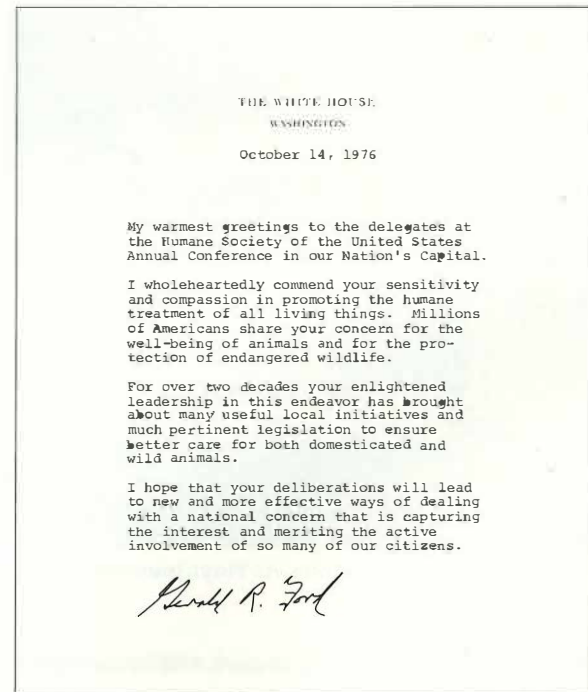 THE WHITE HOUSE
WASHINGTON
October 14, 1976
My warmest greetings to the delegates at
the Humane Society of the United States
Annual Conference in our Nation's Capital.
I wholeheartedly commend your sensitivity
and compassion in promoting the humane
treatment of all living things. Millions
of Americans share your concern for the
well-being of animals and for the pro-
tection of endangered wildlife.
For over two decades your enlightened
leadership in this endeavor has brought
about many useful local initiatives and
much pertinent legislation to ensure
better care for both domesticated and
wild animals.
I hope that your deliberations will lead
to new and more effective ways of dealing
with a national concern that is capturing
the interest and meriting the active
involvement of so many of our citizens.
Gerald R. Ford